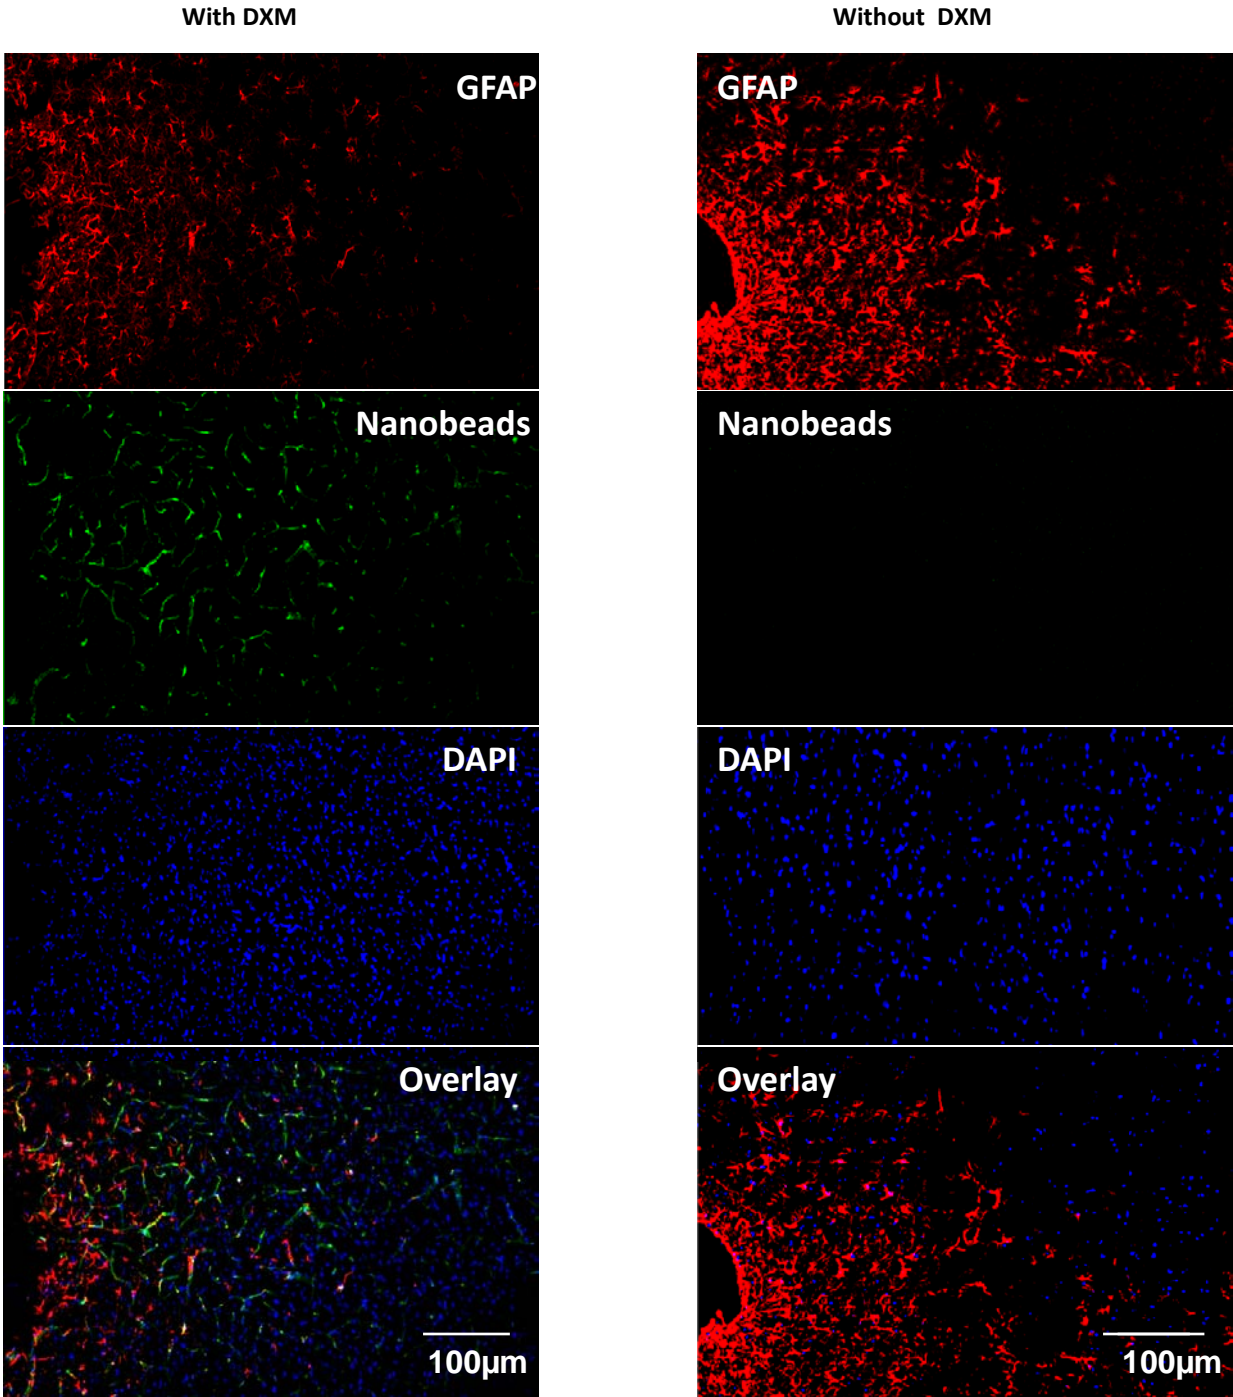 With DXM
Without  DXM
GFAP
GFAP
Nanobeads
Nanobeads
DAPI
DAPI
Overlay
Overlay
100µm
100µm